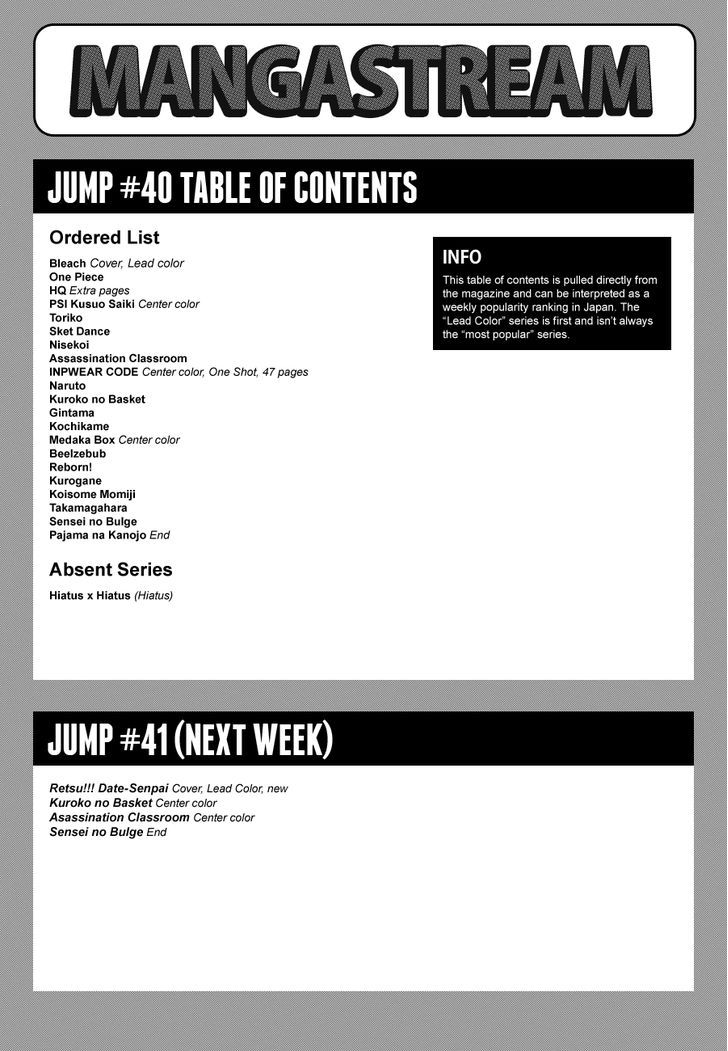 MANGASTREAM
JUMP #40 TABLE OF CONTENTS
Ordered List
Bleach Cover, Lead color
One Piece
HQ Extra pages
PSI Kusuo Saiki Center color
Toriko
Sket Dance
Nisekoi
Assassination Classroom
INPWEAR CODE Center color, One Shot, 47 pages
Naruto
Kuroko no Basket
Gintama
Kochikame
Medaka Box Center color
Beelzebub
Reborn!
Kurogane
Koisome Momiji
Takamagahara
Sensei no Bulge
Pajama na Kanojo End
Absent Series
Hiatus x Hiatus (Hiatus)
INFO
This table of contents is pulled directly from
the magazine and can be interpreted as a
weekly popularity ranking in Japan. The
“Lead Color” series is first and isn’t always
the “most popular” series.
JUMP #41 (NEXT WEEK)
Retsu!!! Date-Senpai Cover, Lead Color, new
Kuroko no Basket Center color
Asassination Classroom Center color
Sensei no Bulge End